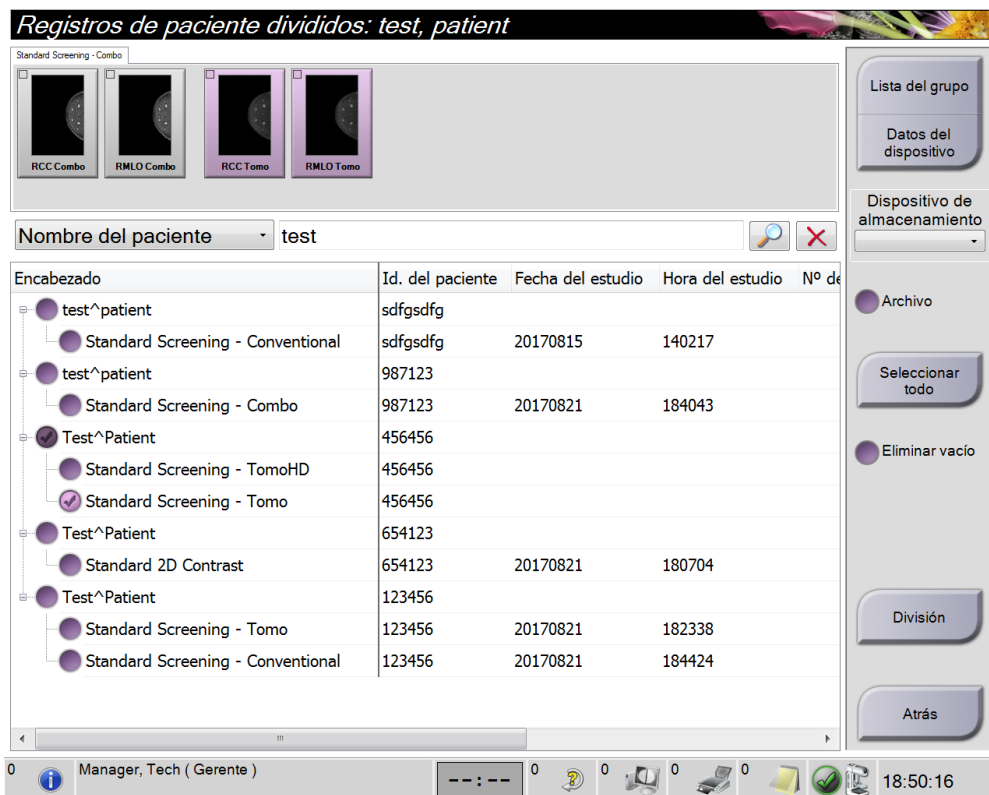 Registros de paciente divididos: test, patient
Standard Screening - Combo
RCC Combo
RMLO Combo
RCC Tomo
RMLO Tomo
Lista del grupo
Datos del
dispositivo
Dispositivo de
almacenamiento
Nombre del paciente test
Encabezado Id. del paciente Fecha del estudio Hora del estudio Nº de
test^patient sdfgsdfg
Standard Screening - Conventional sdfgsdfg 20170815 140217
test^patient 987123
Standard Screening - Combo 987123 20170821 184043
Test^Patient 456456
Standard Screening - TomoHD 456456
Standard Screening - Tomo 456456
Test^Patient 654123
Standard 2D Contrast 654123 20170821 180704
Test^Patient 123456
Standard Screening - Tomo 123456 20170821 182338
Standard Screening - Conventional 123456 20170821 184424
Archivo
Seleccionar
todo
Eliminar vacío
División
Atrás
0 Manager, Tech ( Gerente ) --:-- 0 0 0 0 18:50:16